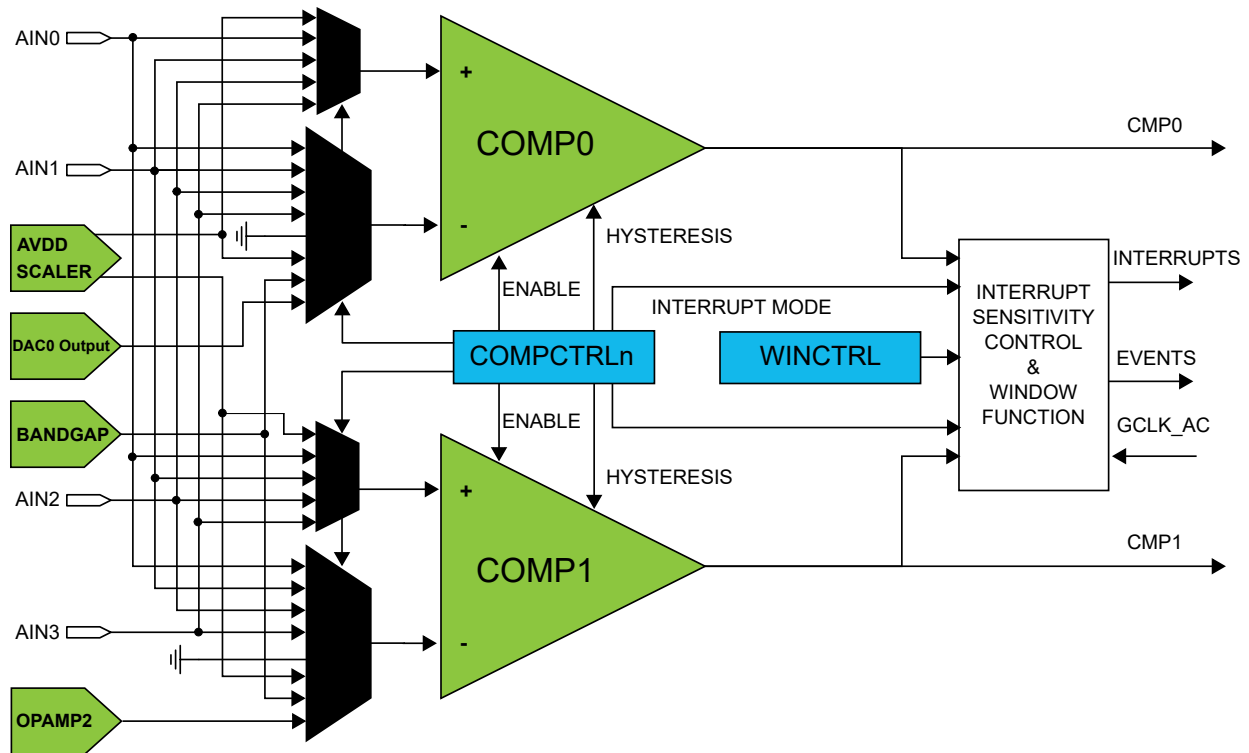 AIN0
AIN1
AVDD
SCALER
DAC0 Output
BANDGAP
AIN2
AIN3
OPAMP2
+
COMP0
-
CMP0
HYSTERESIS
ENABLE
INTERRUPT MODE
COMPCTRLn
WINCTRL
INTERRUPT
SENSITIVITY
CONTROL
&
WINDOW
FUNCTION
INTERRUPTS
EVENTS
GCLK_AC
ENABLE
HYSTERESIS
+
COMP1
-
CMP1